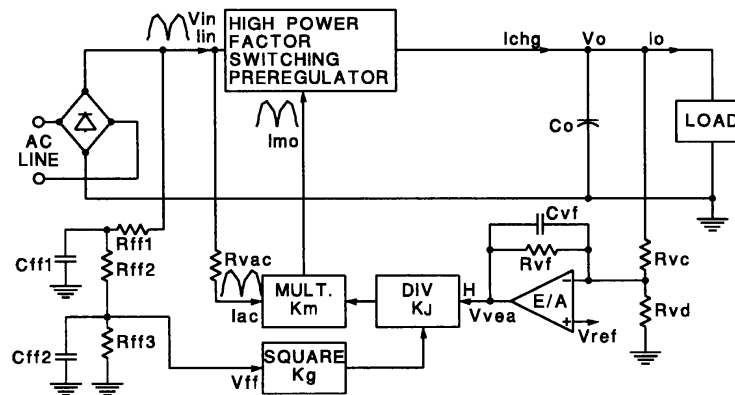 Vin
Iin
HIGH POWER
FACTOR
SWITCHING
PREREGULATOR
Ichg
Vo
Io
AC
LINE
Imo
Co
LOAD
Cff1
Rff1
Rff2
Rvac
Cvf
Rvf
Rvc
Iac
MULT.
Km
DIV
KJ
H
Vvea
E/A
−
+
Vref
Rvd
Cff2
Rff3
Vff
SQUARE
Kg